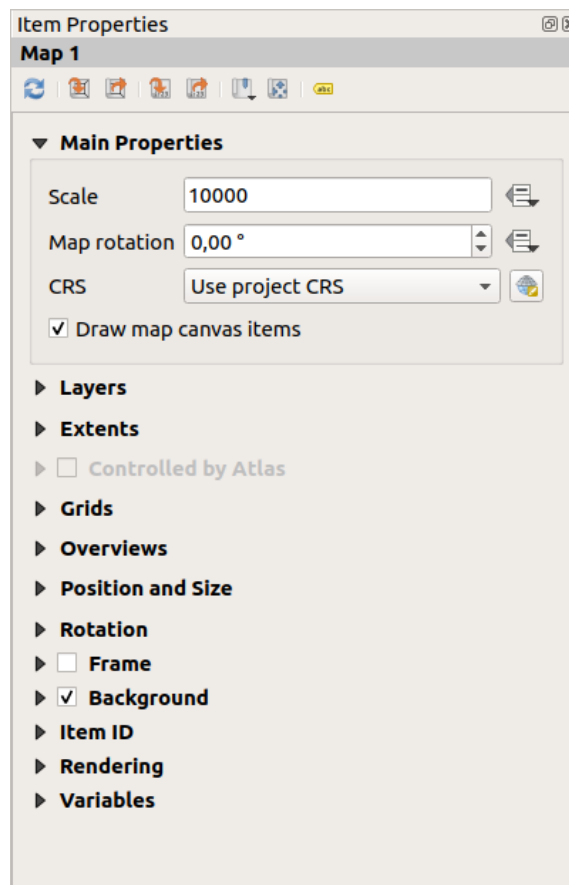 Item Properties
Map 1
abc
Main Properties
Scale 10000
Map rotation 0,00 °
CRS Use project CRS
Draw map canvas items
Layers
Extents
Controlled by Atlas
Grids
Overviews
Position and Size
Rotation
Frame
Background
Item ID
Rendering
Variables